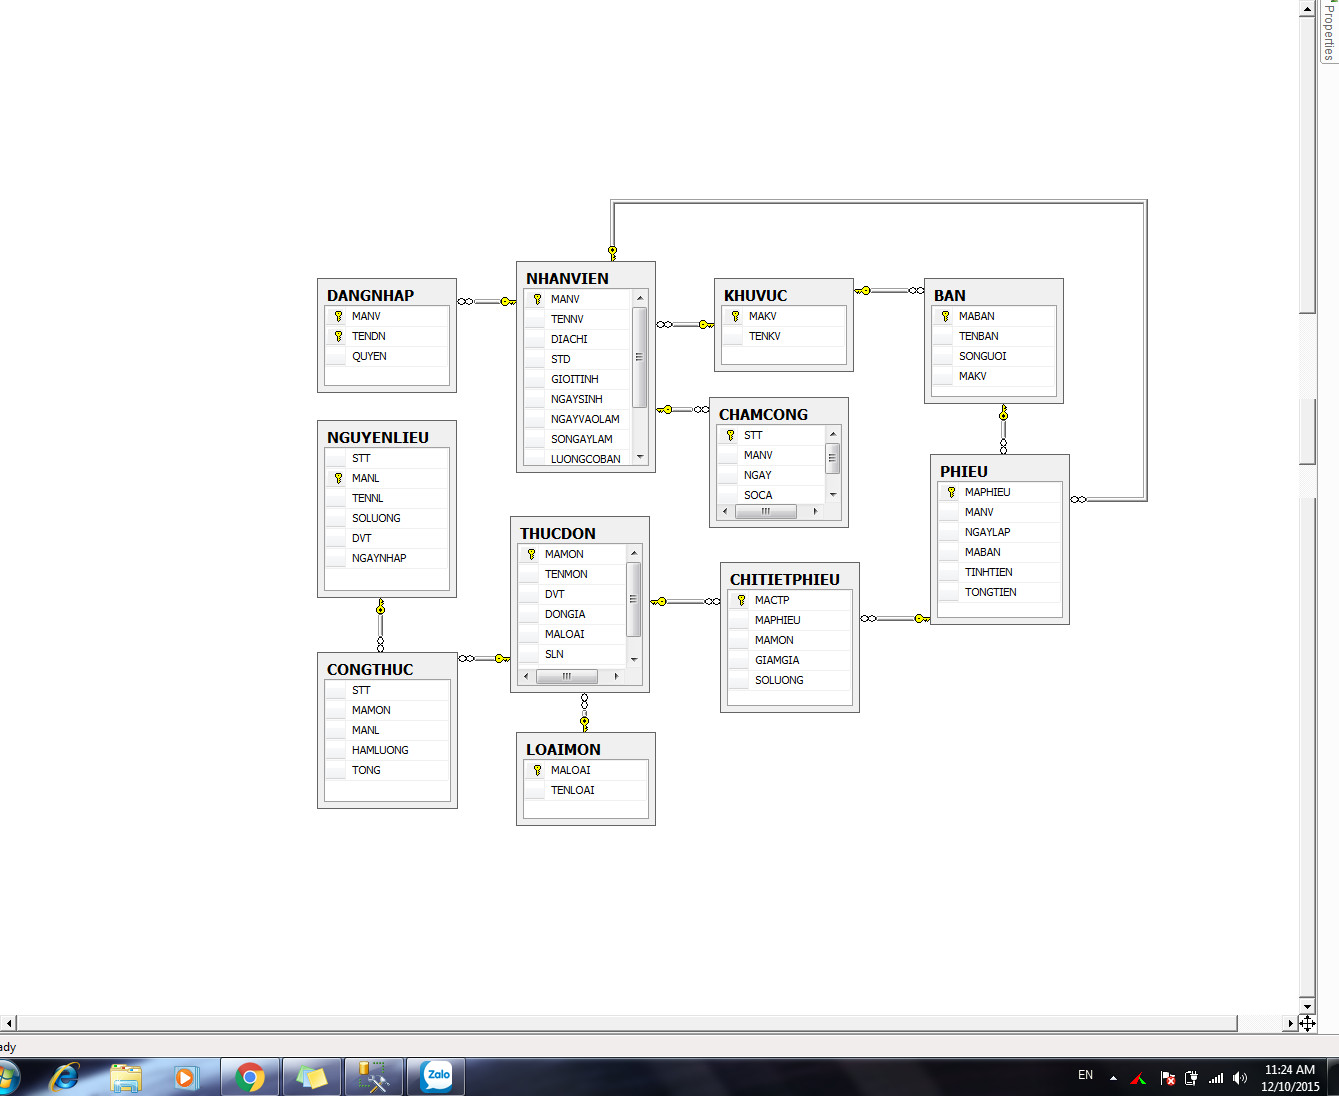 Properties
DANGNHAP
MANV
TENDN
QUYEN
NHANVIEN
MANV
TENNV
DIACHI
STD
GIOITINH
NGAYSINH
NGAYVAOLAM
SONGAYLAM
LUONGCOBAN
KHUVUC
MAKV
TENKV
BAN
MABAN
TENBAN
SONGUOI
MAKV
CHAMCONG
STT
MANV
NGAY
SOCA
NGUYENLIEU
STT
MANL
TENNL
SOLUONG
DVT
NGAYNHAP
PHIEU
MAPHIEU
MANV
NGAYLAP
MABAN
TINHTIEN
TONGTIEN
THUCDON
MAMON
TENMON
DVT
DONGIA
MALOAI
SLN
CHITIETPHIEU
MACTP
MAPHIEU
MAMON
GIAMGIA
SOLUONG
CONGTHUC
STT
MAMON
MANL
HAMLUONG
TONG
LOAIMON
MALOAI
TENLOAI
ady
Zalo
EN
11:24 AM
12/10/2015